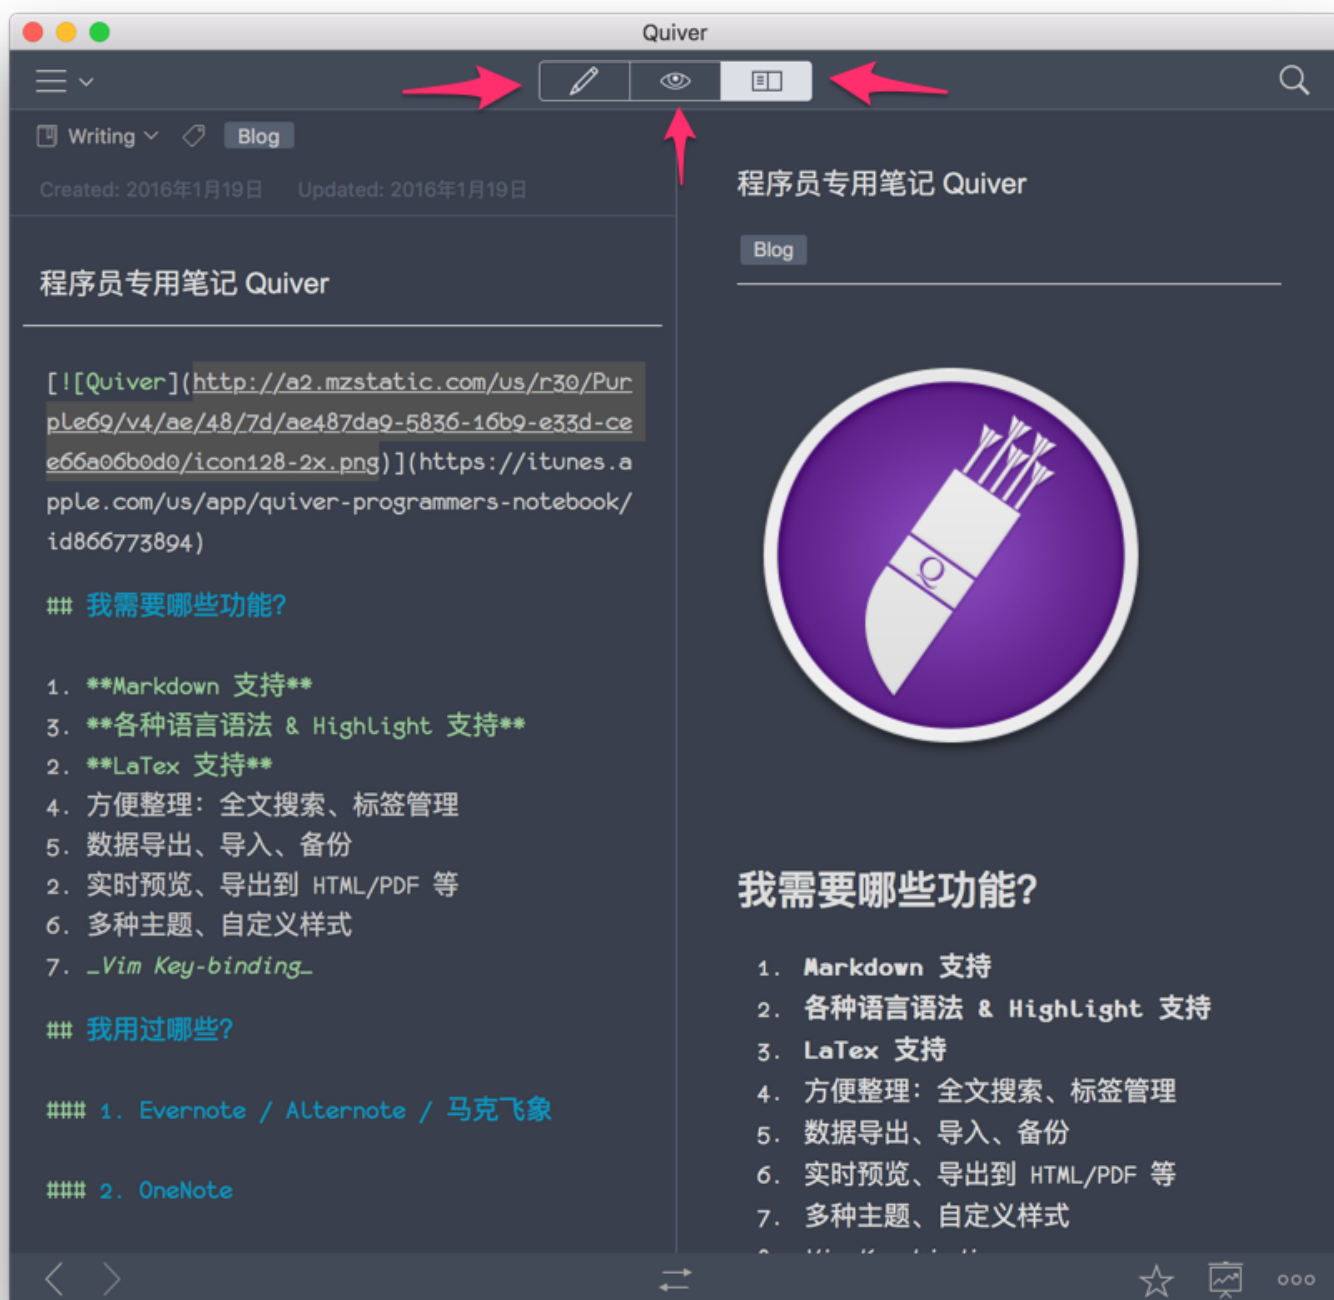 Quiver
Writing
Blog
Created: 2016年1月19日 Updated: 2016年1月19日
程序员专用笔记 Quiver
[![Quiver](http://a2.mzstatic.com/us/r30/Pur
ple69/v4/ae/48/7d/ae487da9-5836-16b9-e33d-ce
e66a06b0d0/icon128-2x.png)](https://itunes.a
pple.com/us/app/quiver-programmers-notebook/
id866773894)
## 我需要哪些功能?
1. **Markdown 支持**
3. **各种语言语法 & Highlight 支持**
2. **LaTex 支持**
4. 方便整理：全文搜索、标签管理
5. 数据导出、导入、备份
2. 实时预览、导出到 HTML/PDF 等
6. 多种主题、自定义样式
7. _Vim Key-binding_
## 我用过哪些?
### 1. Evernote / Alternote / 马克飞象
### 2. OneNote
程序员专用笔记 Quiver
Blog
Q
我需要哪些功能?
1. Markdown 支持
2. 各种语言语法 & Highlight 支持
3. LaTex 支持
4. 方便整理：全文搜索、标签管理
5. 数据导出、导入、备份
6. 实时预览、导出到 HTML/PDF 等
7. 多种主题、自定义样式